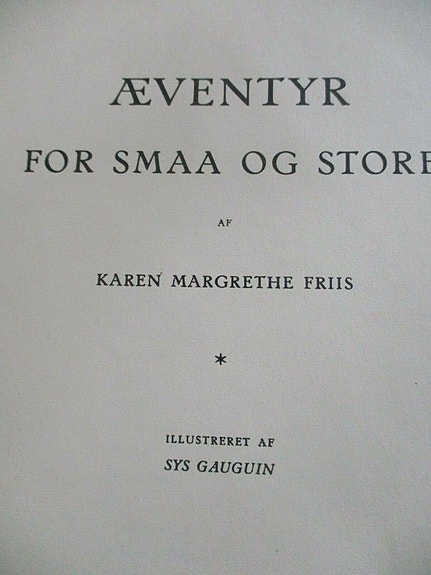 ÆVENTYR
FOR SMAA OG STORE
AF
KAREN MARGRETHE FRIIS
*
ILLUSTRERET AF
SYS GAUGUIN